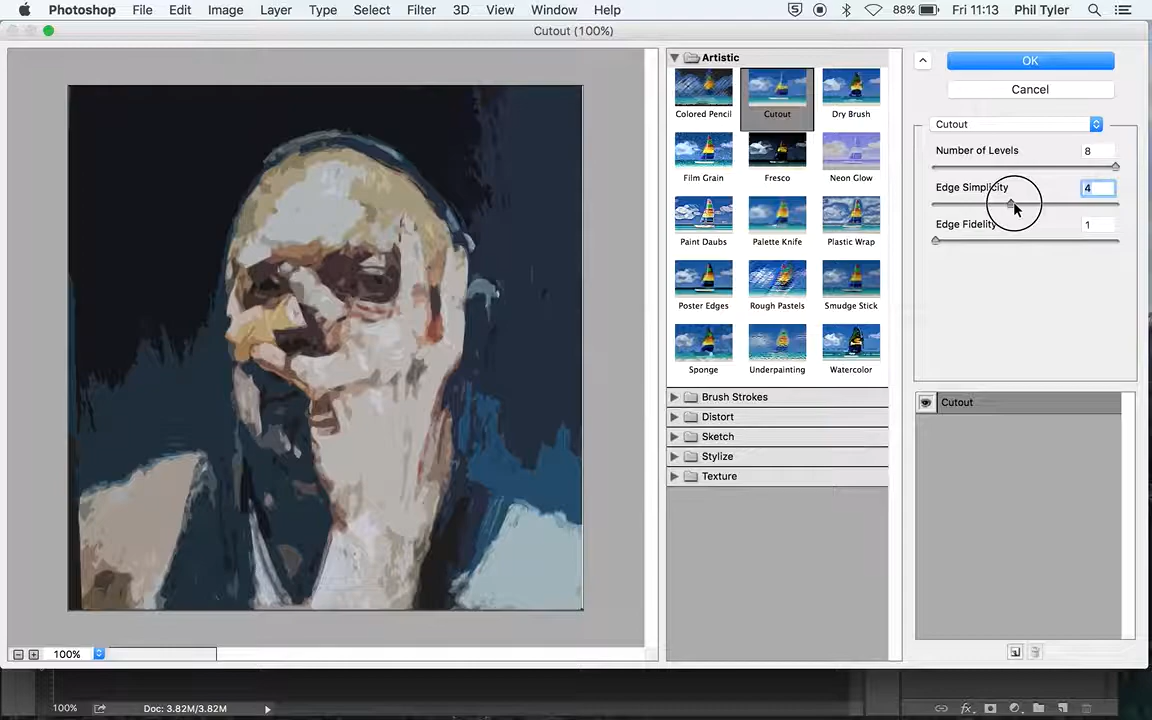 Photoshop File Edit Image Layer Type Select Filter 3D View Window Help 88% Fri 11:13 Phil Tyler
Cutout (100%)
Artistic
Colored Pencil Cutout Dry Brush
Film Grain Fresco Neon Glow
Paint Daubs Palette Knife Plastic Wrap
Poster Edges Rough Pastels Smudge Stick
Sponge Underpainting Watercolor
Brush Strokes
Distort
Sketch
Stylize
Texture
OK
Cancel
Cutout
Number of Levels 8
Edge Simplicity 4
Edge Fidelity 1
Cutout
100%
100% Doc: 3.82M/3.82M fx